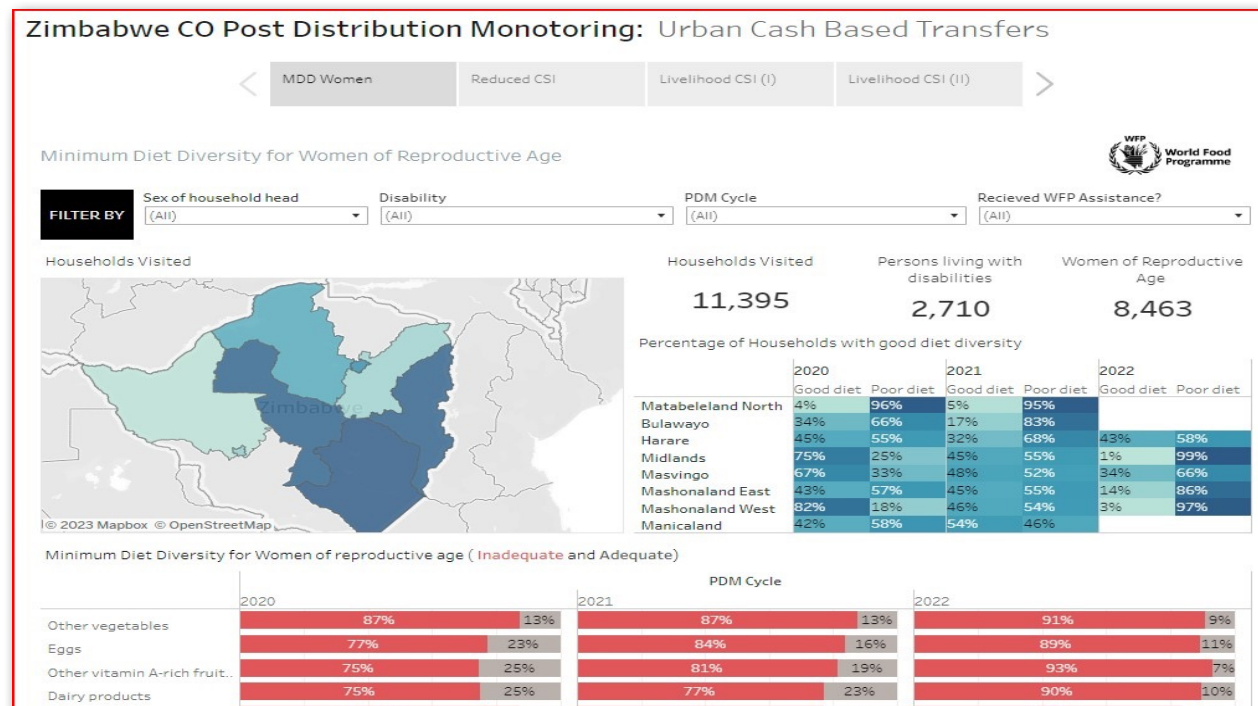 Zimbabwe CO Post Distribution Monotoring: Urban Cash Based Transfers
MDD Women Reduced CSI Livelihood CSI (I) Livelihood CSI (II)
Minimum Diet Diversity for Women of Reproductive Age
WFP
World Food
Programme
FILTER BY
Sex of household head Disability PDM Cycle Recieved WFP Assistance?
(All) (All) (All) (All)
Households Visited
Zimbabwe
© 2023 Mapbox © OpenStreetMap
Households Visited Persons living with disabilities Women of Reproductive Age
11,395 2,710 8,463
Percentage of Households with good diet diversity
2020 2021 2022
Good diet Poor diet Good diet Poor diet Good diet Poor diet
Matabeleland North 4% 96% 5% 95%
Bulawayo 34% 66% 17% 83%
Harare 45% 55% 32% 68% 43% 58%
Midlands 75% 25% 45% 55% 1% 99%
Masvingo 67% 33% 48% 52% 34% 66%
Mashonaland East 43% 57% 45% 55% 14% 86%
Mashonaland West 82% 18% 46% 54% 3% 97%
Manicaland 42% 58% 54% 46%
Minimum Diet Diversity for Women of reproductive age ( Inadequate and Adequate)
PDM Cycle
2020 2021 2022
Other vegetables 87% 13% 87% 13% 91% 9%
Eggs 77% 23% 84% 16% 89% 11%
Other vitamin A-rich fruit.. 75% 25% 81% 19% 93% 7%
Dairy products 75% 25% 77% 23% 90% 10%